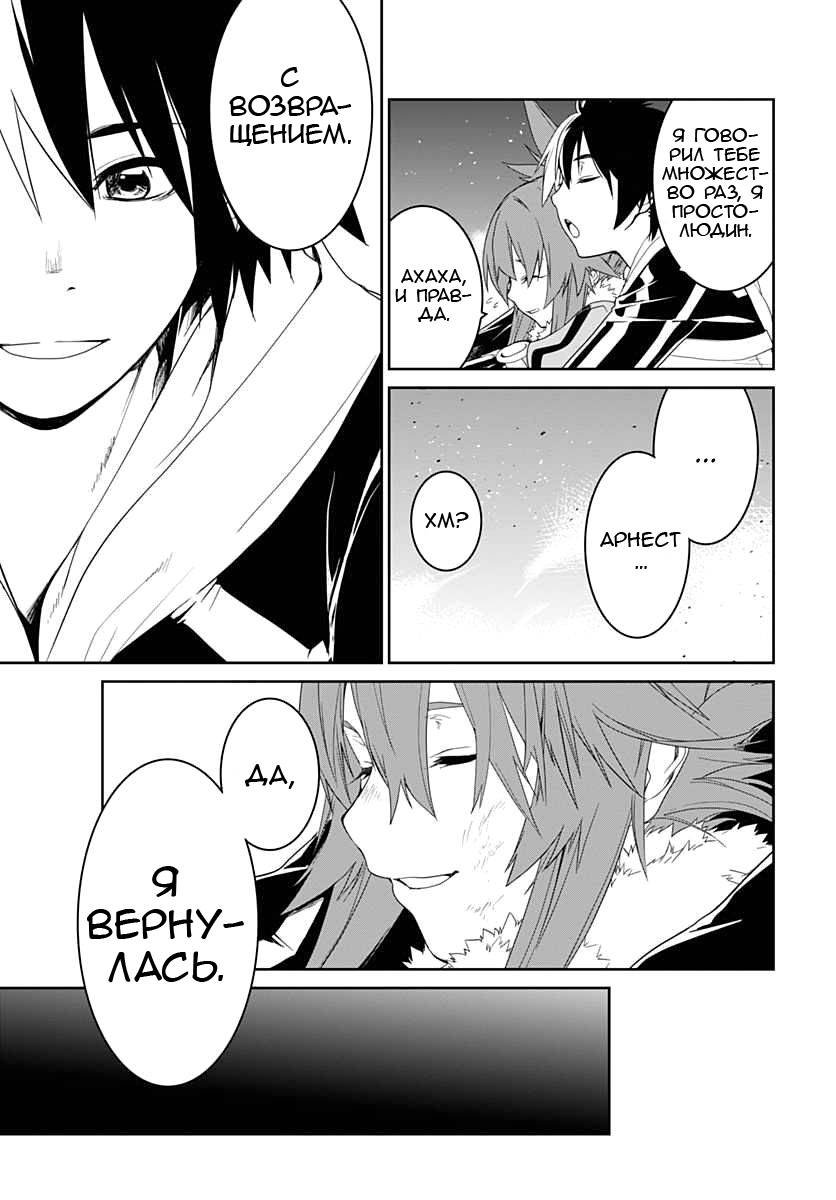 Я ГОВО-
РИЛ ТЕБЕ
МНОЖЕСТ-
ВО РАЗ, Я
ПРОСТО-
ЛЮДИН.
АХАХА,
И ПРАВ-
ДА.
...
АРНЕСТ
...
ХМ?
С
ВОЗВРА-
ЩЕНИЕМ.
ДА,
Я
ВЕРНУ-
ЛАСЬ.